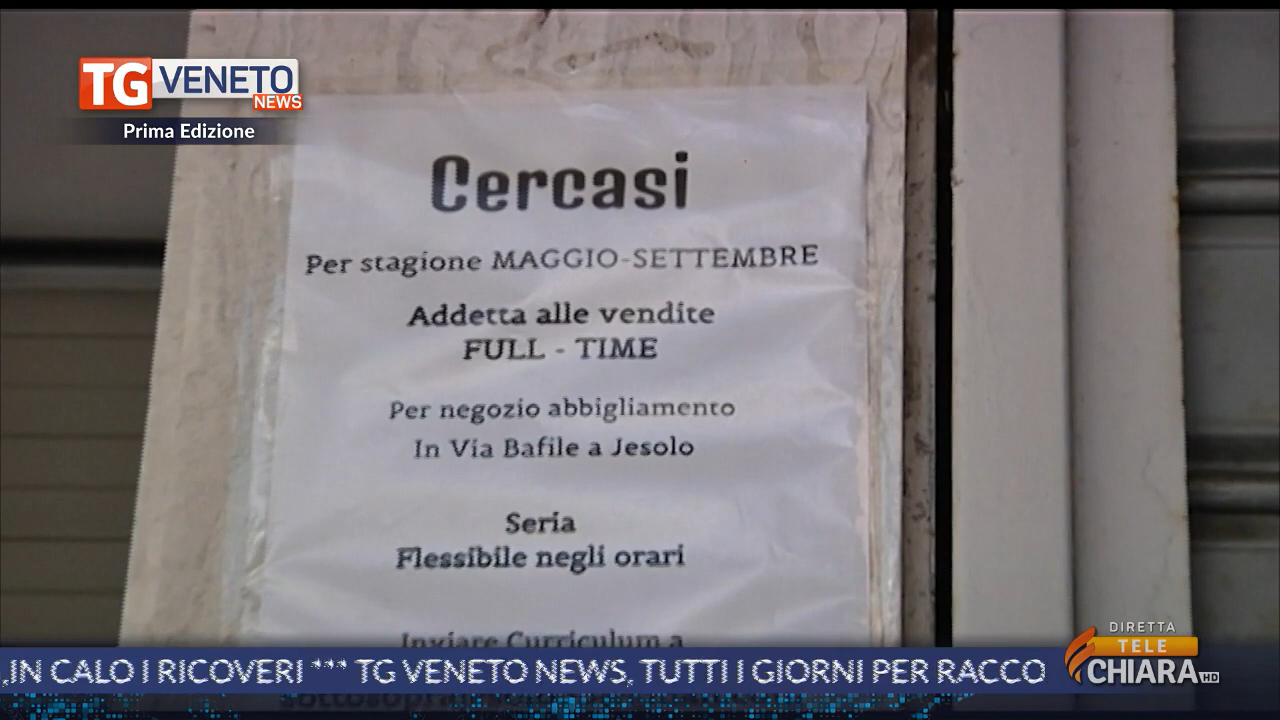 TG VENETO
NEWS
Prima Edizione
Cercasi
Per stagione MAGGIO-SETTEMBRE
Addetta alle vendite
FULL - TIME
Per negozio abbigliamento
In Via Bafile a Jesolo
Seria
Flessibile negli orari
Inviare Curriculum a
,IN CALO I RICOVERI *** TG VENETO NEWS, TUTTI I GIORNI PER RACCO
DIRETTA
TELE
CHIARA HD